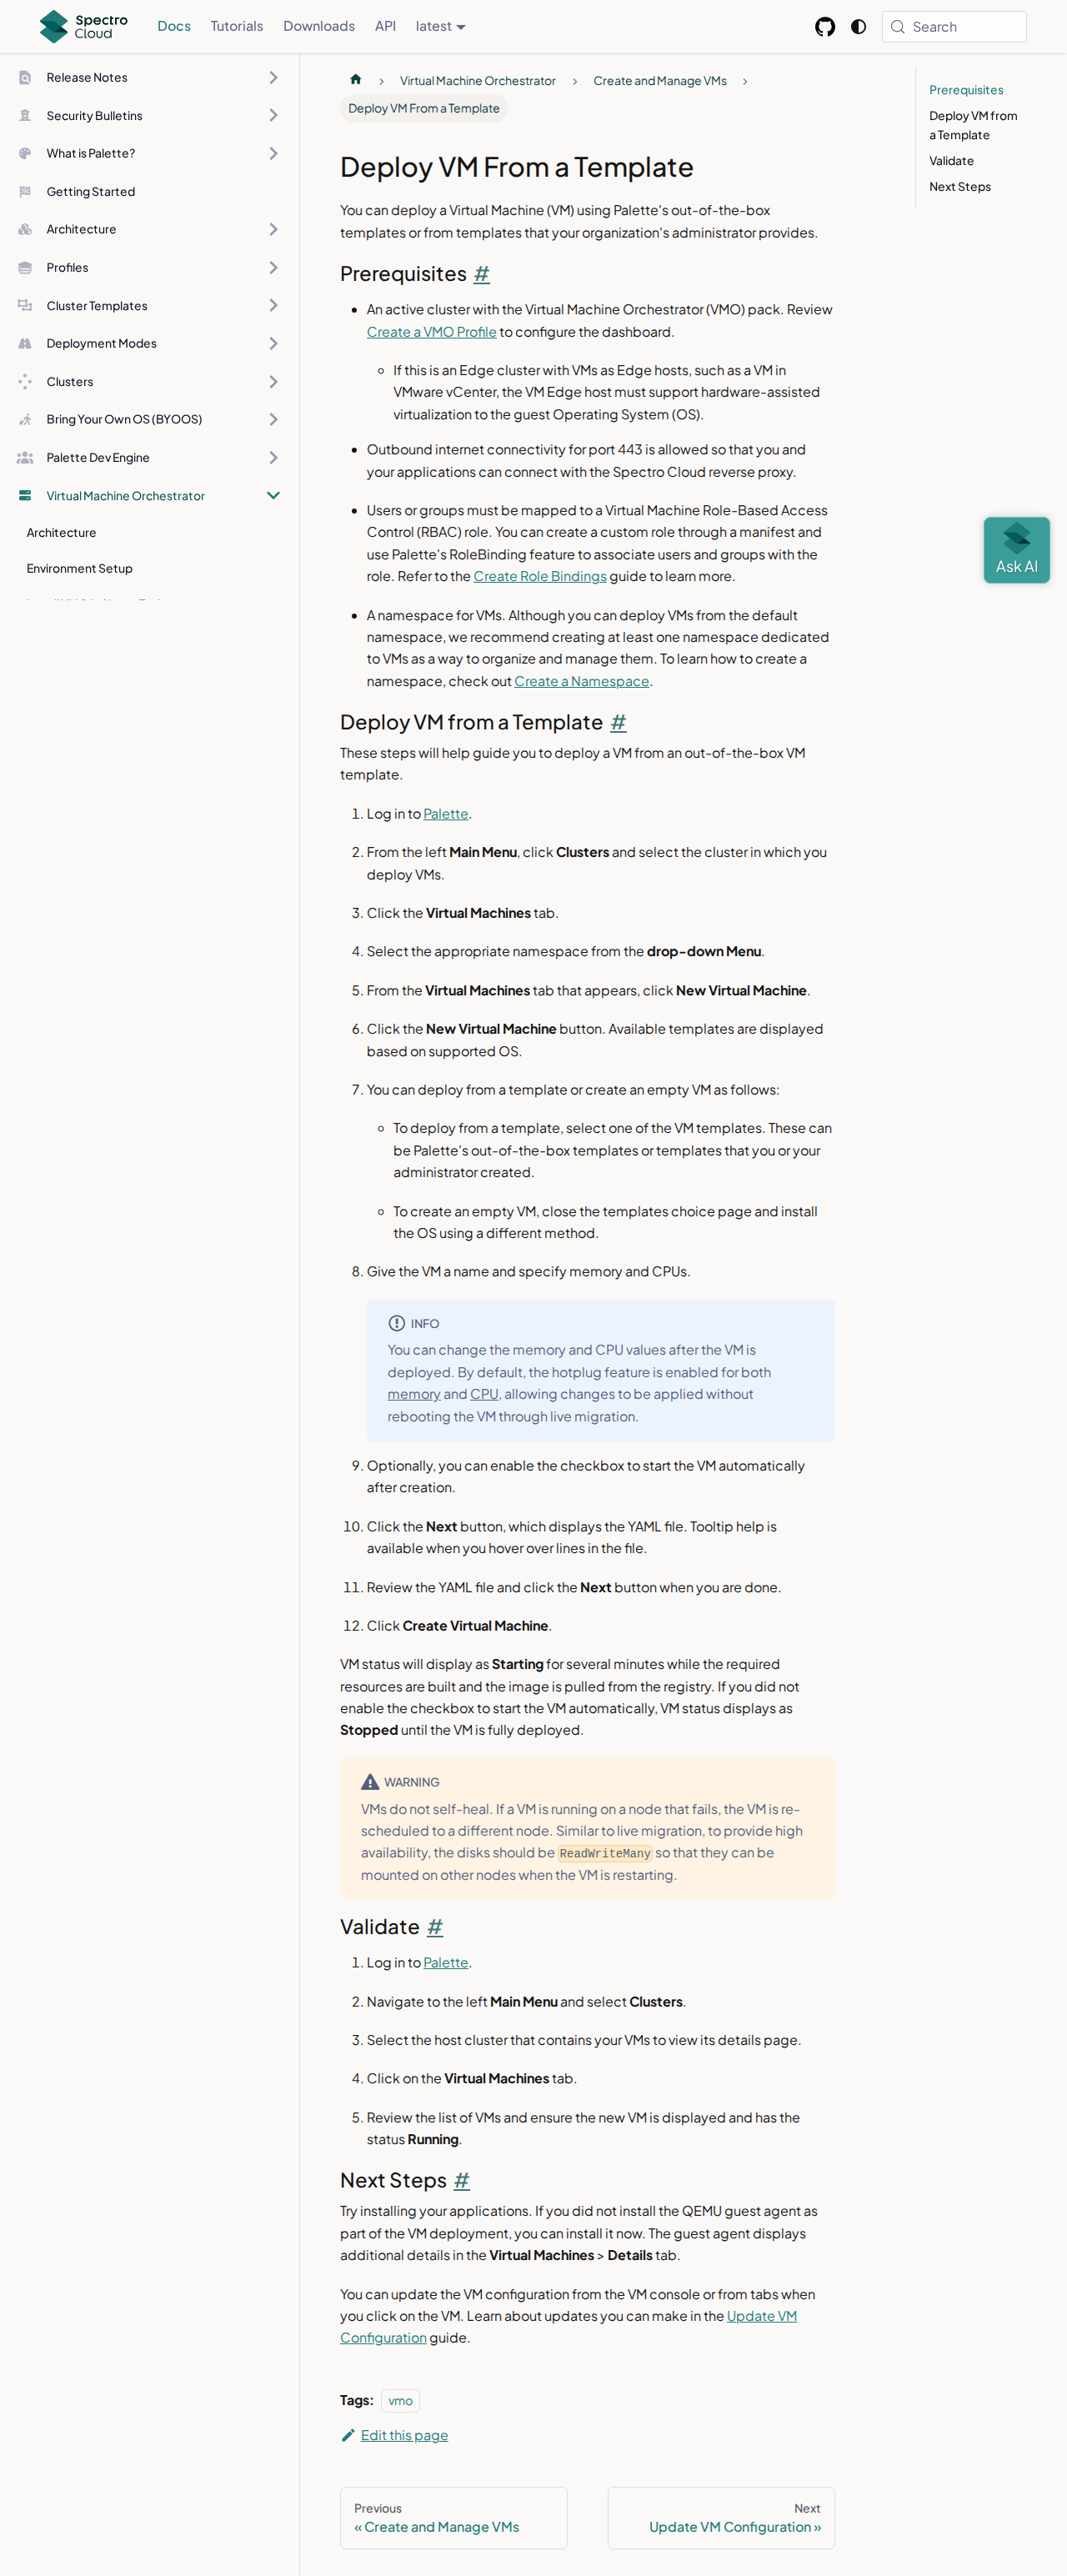 Spectro
Cloud
Docs
Tutorials
Downloads
API
latest
Search
Release Notes
Security Bulletins
What is Palette?
Getting Started
Architecture
Profiles
Cluster Templates
Deployment Modes
Clusters
Bring Your Own OS (BYOOS)
Palette Dev Engine
Virtual Machine Orchestrator
Architecture
Environment Setup
Virtual Machine Orchestrator
Create and Manage VMs
Deploy VM From a Template
Deploy VM From a Template
You can deploy a Virtual Machine (VM) using Palette's out-of-the-box
templates or from templates that your organization's administrator provides.
Prerequisites #
• An active cluster with the Virtual Machine Orchestrator (VMO) pack. Review
Create a VMO Profile to configure the dashboard.
◦ If this is an Edge cluster with VMs as Edge hosts, such as a VM in
VMware vCenter, the VM Edge host must support hardware-assisted
virtualization to the guest Operating System (OS).
• Outbound internet connectivity for port 443 is allowed so that you and
your applications can connect with the Spectro Cloud reverse proxy.
• Users or groups must be mapped to a Virtual Machine Role-Based Access
Control (RBAC) role. You can create a custom role through a manifest and
use Palette's RoleBinding feature to associate users and groups with the
role. Refer to the Create Role Bindings guide to learn more.
• A namespace for VMs. Although you can deploy VMs from the default
namespace, we recommend creating at least one namespace dedicated
to VMs as a way to organize and manage them. To learn how to create a
namespace, check out Create a Namespace.
Deploy VM from a Template #
These steps will help guide you to deploy a VM from an out-of-the-box VM
template.
1. Log in to Palette.
2. From the left Main Menu, click Clusters and select the cluster in which you
deploy VMs.
3. Click the Virtual Machines tab.
4. Select the appropriate namespace from the drop-down Menu.
5. From the Virtual Machines tab that appears, click New Virtual Machine.
6. Click the New Virtual Machine button. Available templates are displayed
based on supported OS.
7. You can deploy from a template or create an empty VM as follows:
◦ To deploy from a template, select one of the VM templates. These can
be Palette's out-of-the-box templates or templates that you or your
administrator created.
◦ To create an empty VM, close the templates choice page and install
the OS using a different method.
8. Give the VM a name and specify memory and CPUs.
INFO
You can change the memory and CPU values after the VM is
deployed. By default, the hotplug feature is enabled for both
memory and CPU, allowing changes to be applied without
rebooting the VM through live migration.
9. Optionally, you can enable the checkbox to start the VM automatically
after creation.
10. Click the Next button, which displays the YAML file. Tooltip help is
available when you hover over lines in the file.
11. Review the YAML file and click the Next button when you are done.
12. Click Create Virtual Machine.
VM status will display as Starting for several minutes while the required
resources are built and the image is pulled from the registry. If you did not
enable the checkbox to start the VM automatically, VM status displays as
Stopped until the VM is fully deployed.
WARNING
VMs do not self-heal. If a VM is running on a node that fails, the VM is re-
scheduled to a different node. Similar to live migration, to provide high
availability, the disks should be ReadWriteMany so that they can be
mounted on other nodes when the VM is restarting.
Validate #
1. Log in to Palette.
2. Navigate to the left Main Menu and select Clusters.
3. Select the host cluster that contains your VMs to view its details page.
4. Click on the Virtual Machines tab.
5. Review the list of VMs and ensure the new VM is displayed and has the
status Running.
Next Steps #
Try installing your applications. If you did not install the QEMU guest agent as
part of the VM deployment, you can install it now. The guest agent displays
additional details in the Virtual Machines > Details tab.
You can update the VM configuration from the VM console or from tabs when
you click on the VM. Learn about updates you can make in the Update VM
Configuration guide.
Tags: vmo
Edit this page
Previous
« Create and Manage VMs
Next
Update VM Configuration »
Prerequisites
Deploy VM from
a Template
Validate
Next Steps
Ask AI